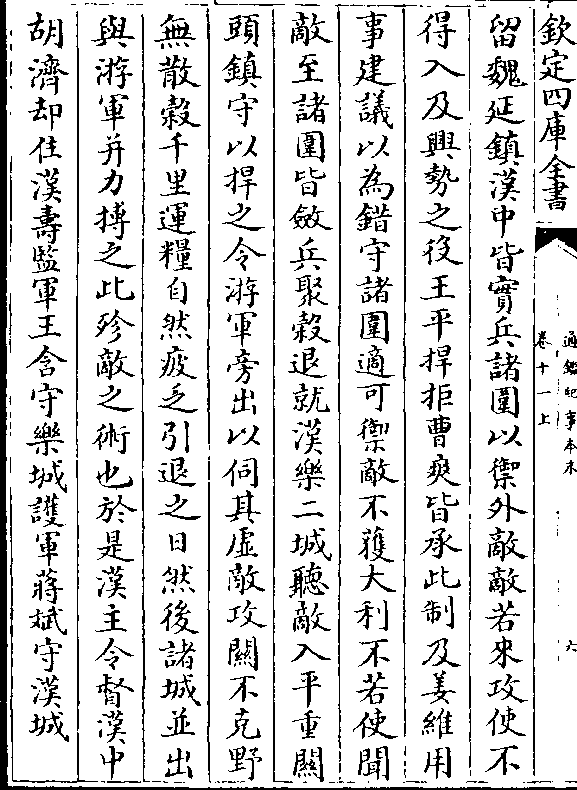 欽定四庫全書
通鑑紀事本末
卷十一上
六
留魏延鎮漢中皆實兵諸圍以禦外敵敵若來攻使不
得入及興勢之役王平捍拒曹爽皆承此制及姜維用
事建議以為錯守諸圍適可禦敵不獲大利不若使聞
敵至諸圍皆斂兵聚穀退就漢樂二城聽敵入平重關
頭鎮守以捍之令游軍旁出以伺其虛敵攻關不克野
無散穀千里運糧自然疲乏引退之日然後諸城並出
與游軍并力搏之此殄敵之術也於是漢主令督漢中
胡濟却住漢壽監軍王含守樂城護軍蔣斌守漢城